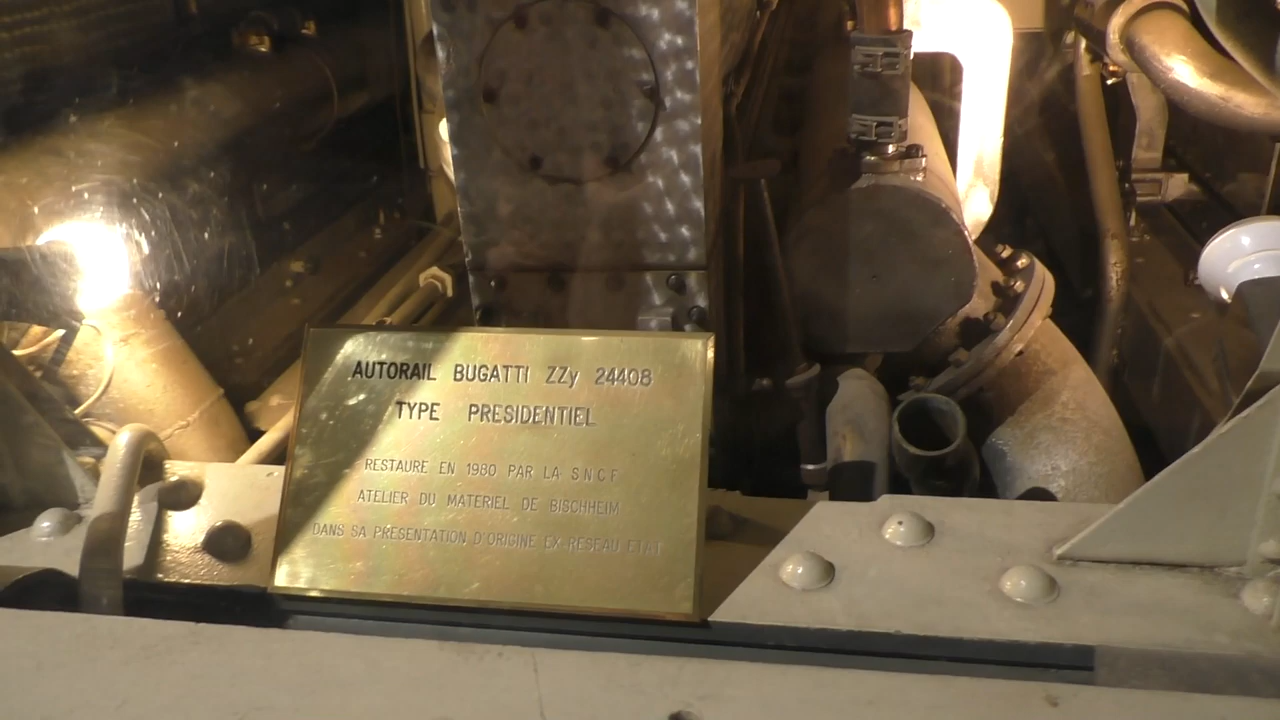 AUTORAIL BUGATTI ZZy 24408
TYPE PRESIDENTIEL
RESTAURE EN 1980 PAR LA S N C F
ATELIER DU MATERIEL DE BISCHHEIM
DANS SA PRESENTATION D'ORIGINE EX-RESEAU ETAT